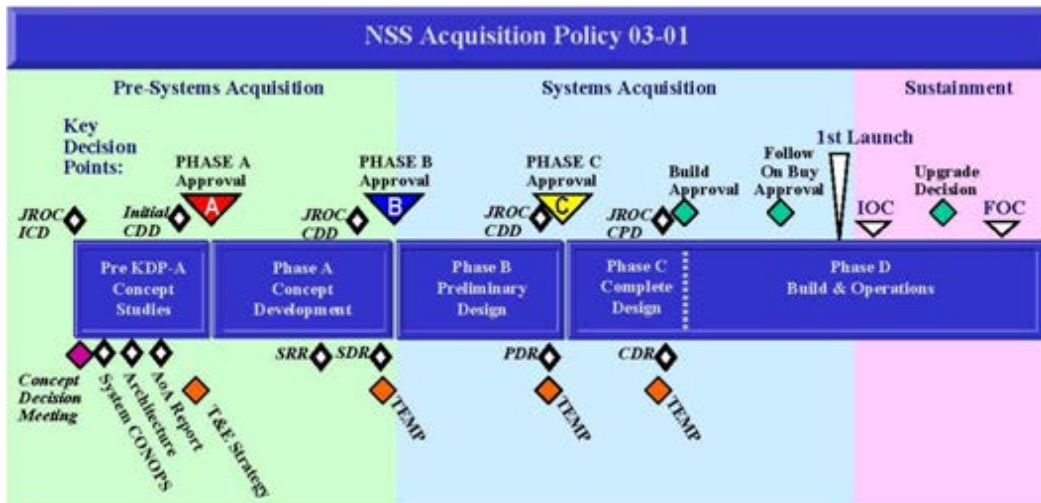 NSS Acquisition Policy 03-01
Pre-Systems Acquisition
Systems Acquisition
Sustainment
Key
Decision
Points:
PHASE A
Approval
PHASE B
Approval
PHASE C
Approval
Build
Approval
Follow
On Buy
Approval
1st Launch
Upgrade
Decision
JROC
ICD
Initial
CDD
A
JROC
CDD
B
JROC
CDD
C
JROC
CPD
IOC
FOC
Pre KDP-A
Concept
Studies
Phase A
Concept
Development
Phase B
Preliminary
Design
Phase C
Complete
Design
Phase D
Build & Operations
SRR
SDR
PDR
CDR
Concept
Decision
Meeting
System CONOPS
Architecture
AoA Report
T&E Strategy
TEMP
TEMP
TEMP